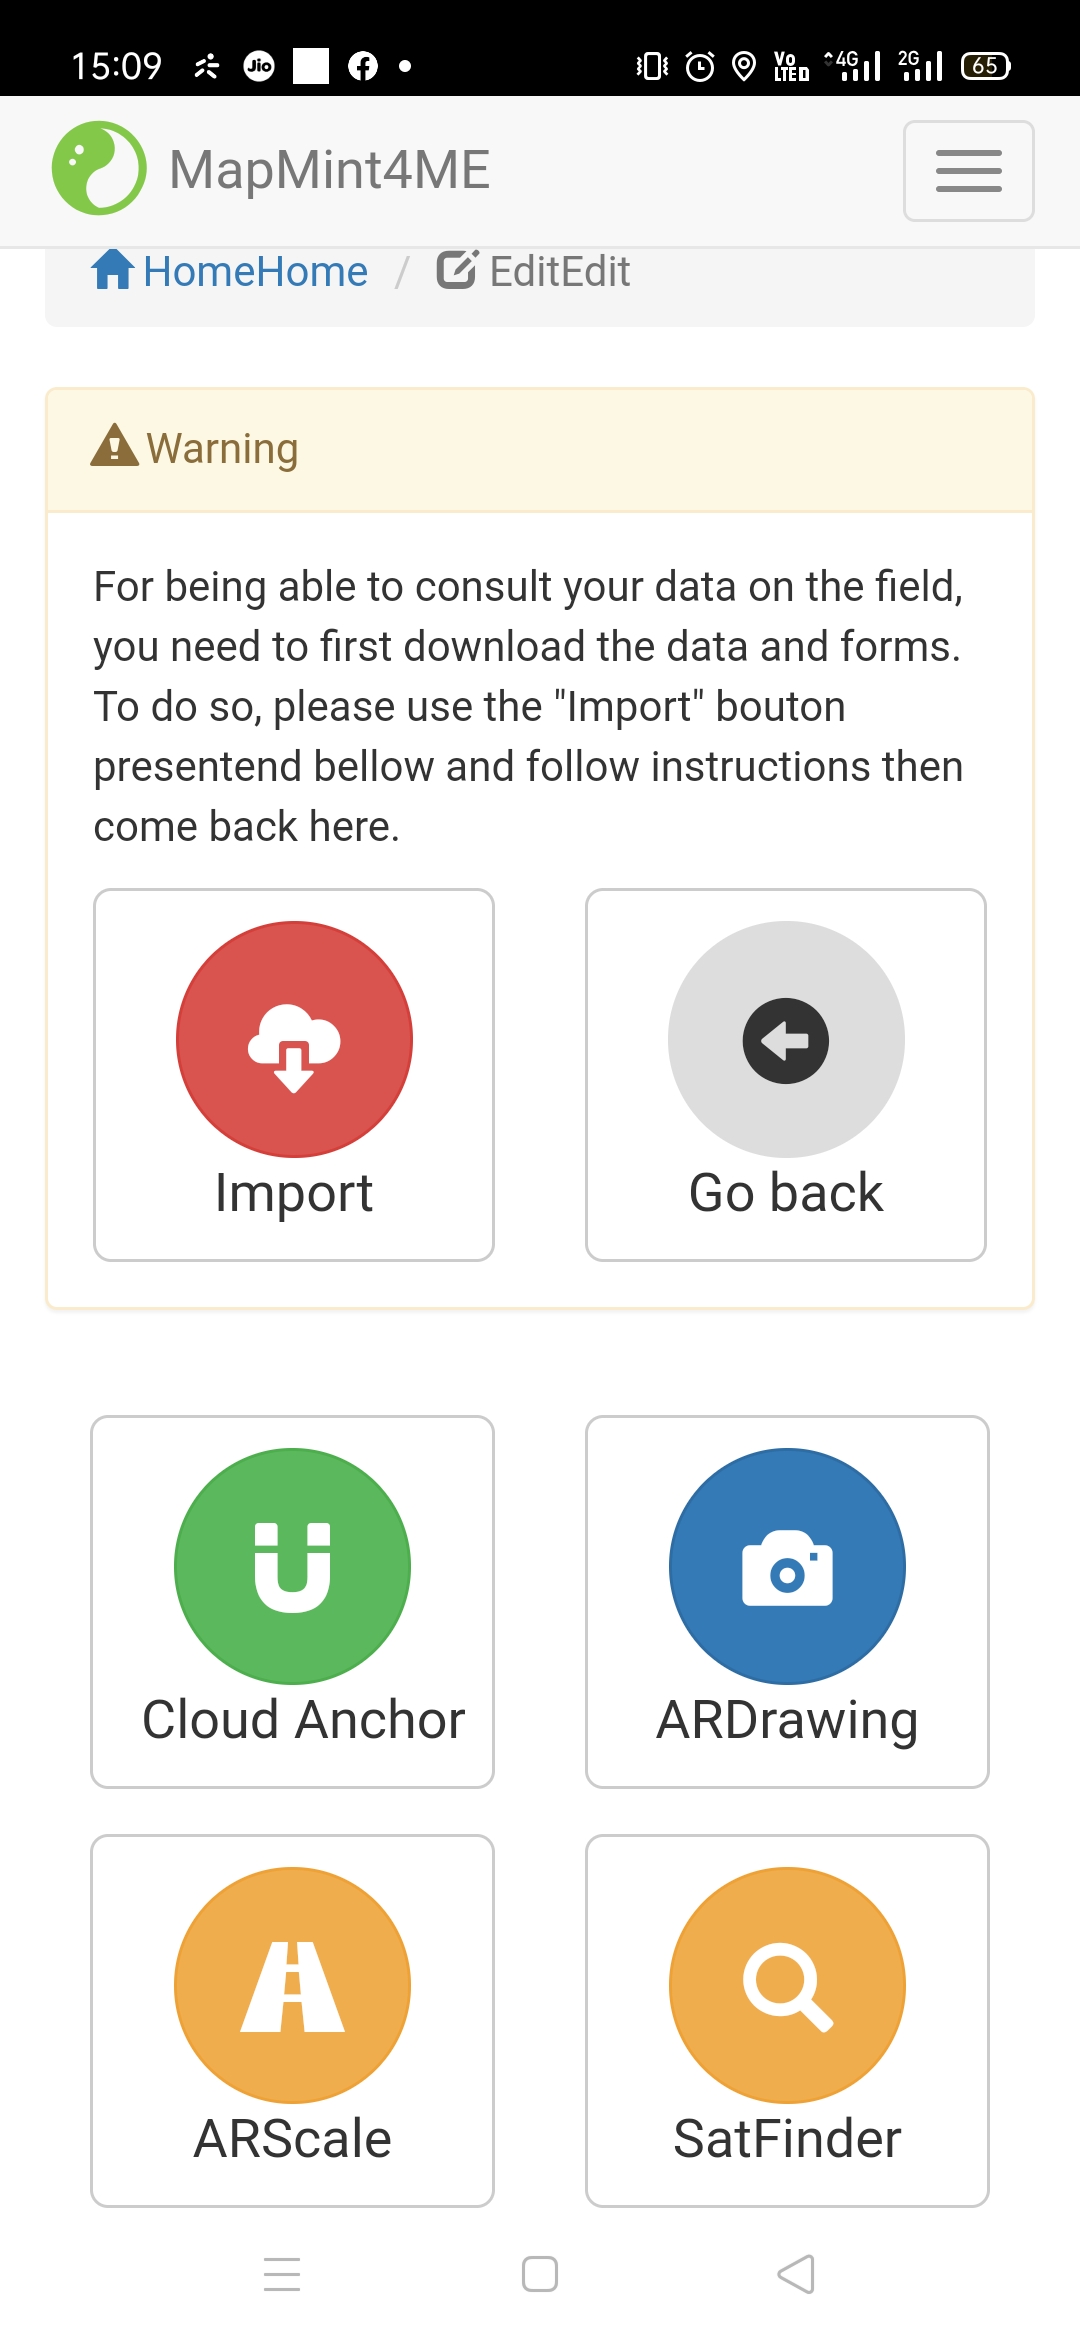 15:09 Jio VoLTED 4G 2G 65
MapMint4ME
HomeHome / EditEdit
Warning
For being able to consult your data on the field,
you need to first download the data and forms.
To do so, please use the "Import" bouton
presentend bellow and follow instructions then
come back here.
Import Go back
Cloud Anchor ARDrawing
ARScale SatFinder